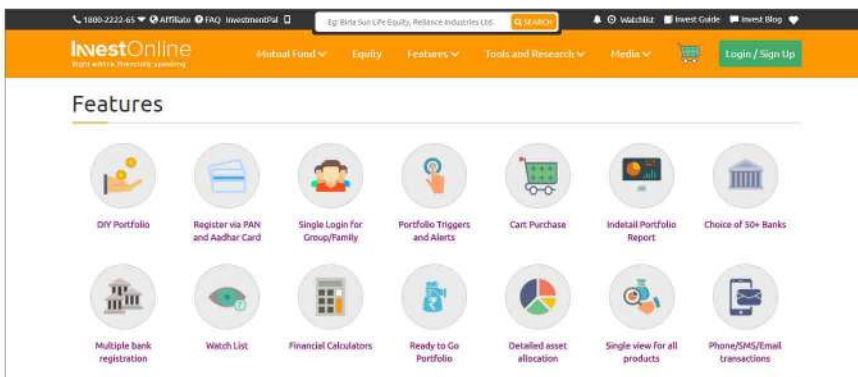 1800-2222-65 Affiliate FAQ InvestmentPal Eg: Birla Sun Life Equity, Reliance Industries Ltd. SEARCH Watchlist Invest Guide Invest Blog
InvestOnline
Right advice, financially speaking
Mutual Fund Equity Features Tools and Research Media Login / Sign Up
Features
DIY Portfolio
Register via PAN
and Aadhar Card
Single Login for
Group/Family
Portfolio Triggers
and Alerts
Cart Purchase
Indetail Portfolio
Report
Choice of 50+ Banks
Multiple bank
registration
Watch List
Financial Calculators
Ready to Go
Portfolio
Detailed asset
allocation
Single view for all
products
Phone/SMS/Email
transactions